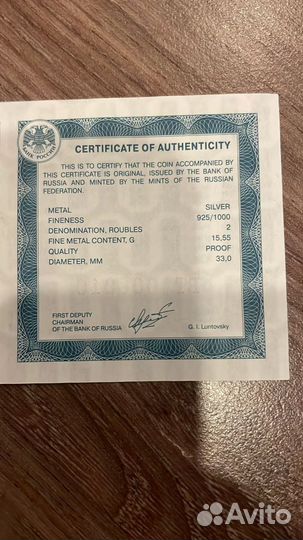 БАНК РОССИИ
CERTIFICATE OF AUTHENTICITY
THIS IS TO CERTIFY THAT THE COIN ACCOMPANIED BY
THIS CERTIFICATE IS ORIGINAL, ISSUED BY THE BANK OF
RUSSIA AND MINTED BY THE MINTS OF THE RUSSIAN
FEDERATION.
METAL SILVER
FINENESS 925/1000
DENOMINATION, ROUBLES 2
FINE METAL CONTENT, G 15,55
QUALITY PROOF
DIAMETER, MM 33,0
FIRST DEPUTY
CHAIRMAN
OF THE BANK OF RUSSIA G. I. Luntovsky
Avito